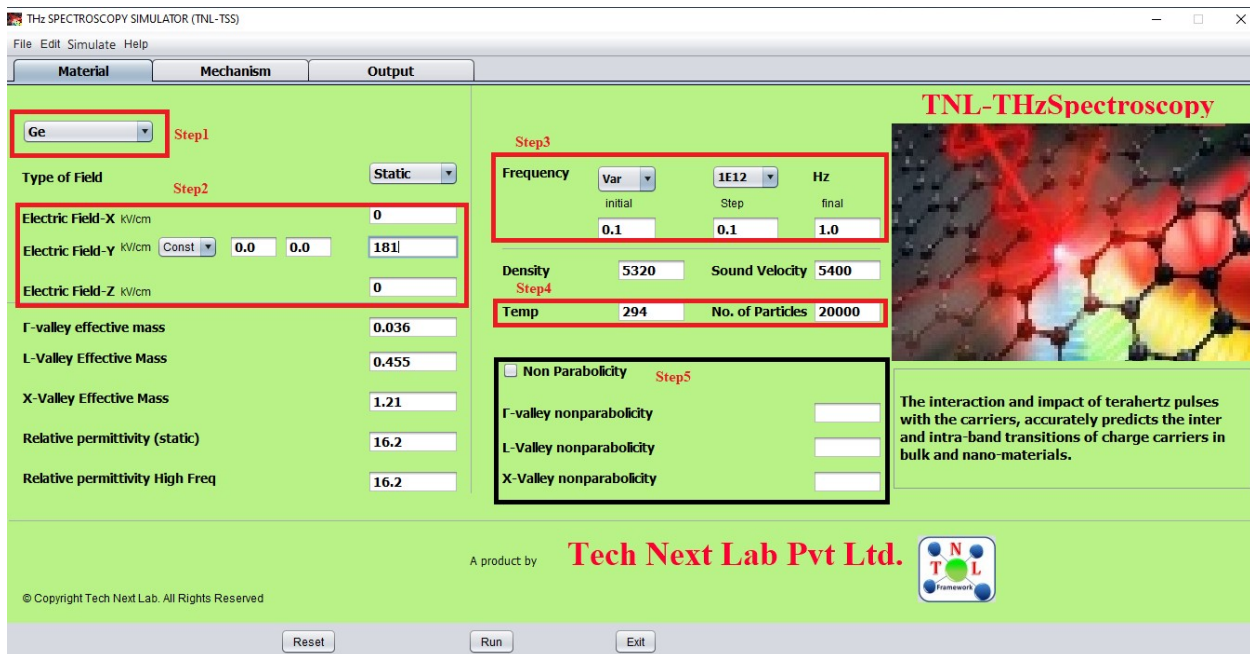 THz SPECTROSCOPY SIMULATOR (TNL-TSS)
File Edit Simulate Help
Material Mechanism Output
Ge Step1
Type of Field Static
Step2
Electric Field-X kV/cm 0
Electric Field-Y kV/cm Const 0.0 0.0 181
Electric Field-Z kV/cm 0
Γ-valley effective mass 0.036
L-Valley Effective Mass 0.455
X-Valley Effective Mass 1.21
Relative permittivity (static) 16.2
Relative permittivity High Freq 16.2
Step3
Frequency Var 1E12 Hz
initial Step final
0.1 0.1 1.0
Density 5320 Sound Velocity 5400
Step4
Temp 294 No. of Particles 20000
Non Parabolicity Step5
Γ-valley nonparabolicity
L-Valley nonparabolicity
X-Valley nonparabolicity
TNL-THzSpectroscopy
The interaction and impact of terahertz pulses
with the carriers, accurately predicts the inter
and intra-band transitions of charge carriers in
bulk and nano-materials.
A product by Tech Next Lab Pvt Ltd.
N
T L
Framework
© Copyright Tech Next Lab. All Rights Reserved
Reset Run Exit